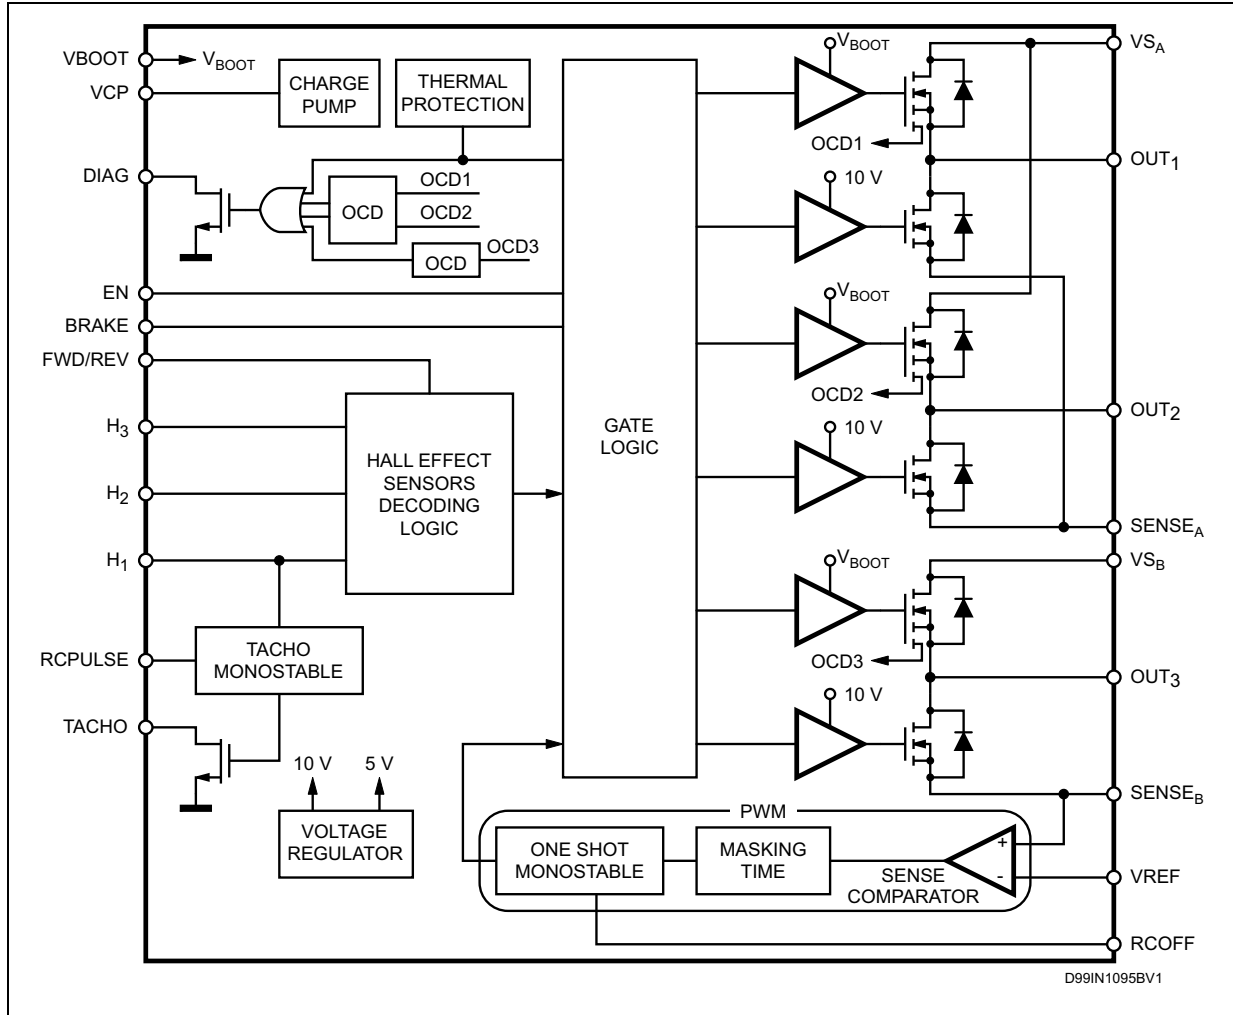 VBOOT
VBOOT
VCP
CHARGE
PUMP
THERMAL
PROTECTION
DIAG
OCD
OCD1
OCD2
OCD
OCD3
EN
BRAKE
FWD/REV
H3
H2
H1
HALL EFFECT
SENSORS
DECODING
LOGIC
RCPULSE
TACHO
MONOSTABLE
TACHO
10 V
5 V
VOLTAGE
REGULATOR
GATE
LOGIC
VBOOT
OCD1
10 V
VBOOT
OCD2
10 V
VBOOT
OCD3
10 V
VSA
OUT1
OUT2
SENSEA
VSB
OUT3
SENSEB
PWM
ONE SHOT
MONOSTABLE
MASKING
TIME
+
-
SENSE
COMPARATOR
VREF
RCOFF
D99IN1095BV1